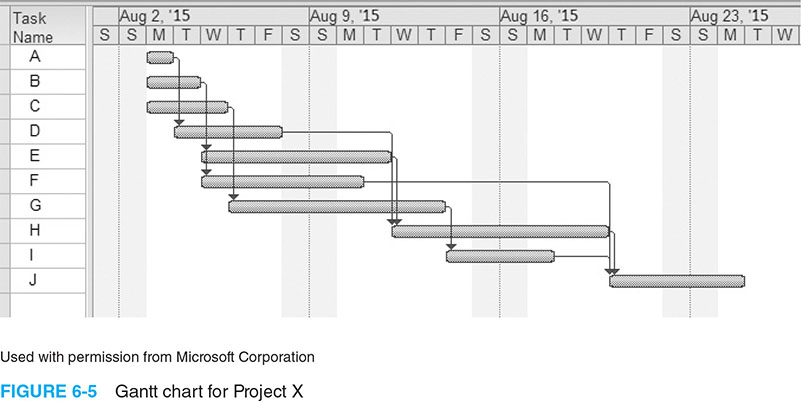 Task Name
Aug 2, '15 Aug 9, '15 Aug 16, '15 Aug 23, '15
S S M T W T F S S M T W T F S S M T W T F S S M T W
A
B
C
D
E
F
G
H
I
J
Used with permission from Microsoft Corporation
FIGURE 6-5 Gantt chart for Project X